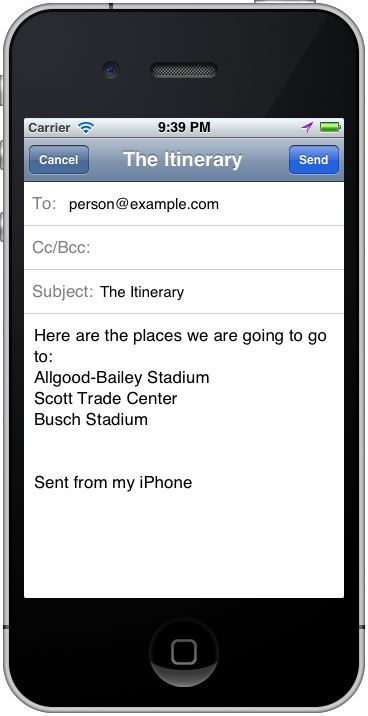 Carrier 9:39 PM
Cancel The Itinerary Send
To: person@example.com
Cc/Bcc:
Subject: The Itinerary
Here are the places we are going to go
to:
Allgood-Bailey Stadium
Scott Trade Center
Busch Stadium
Sent from my iPhone